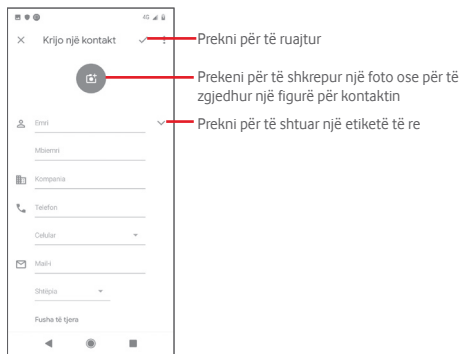 4G
Krijo një kontakt
Prekni për të ruajtur
Prekeni për të shkrepur një foto ose për të
zgjedhur një figurë për kontaktin
Emri
Prekni për të shtuar një etiketë të re
Mbiemri
Kompania
Telefon
Celular
Mail-i
Shtëpia
Fusha të tjera